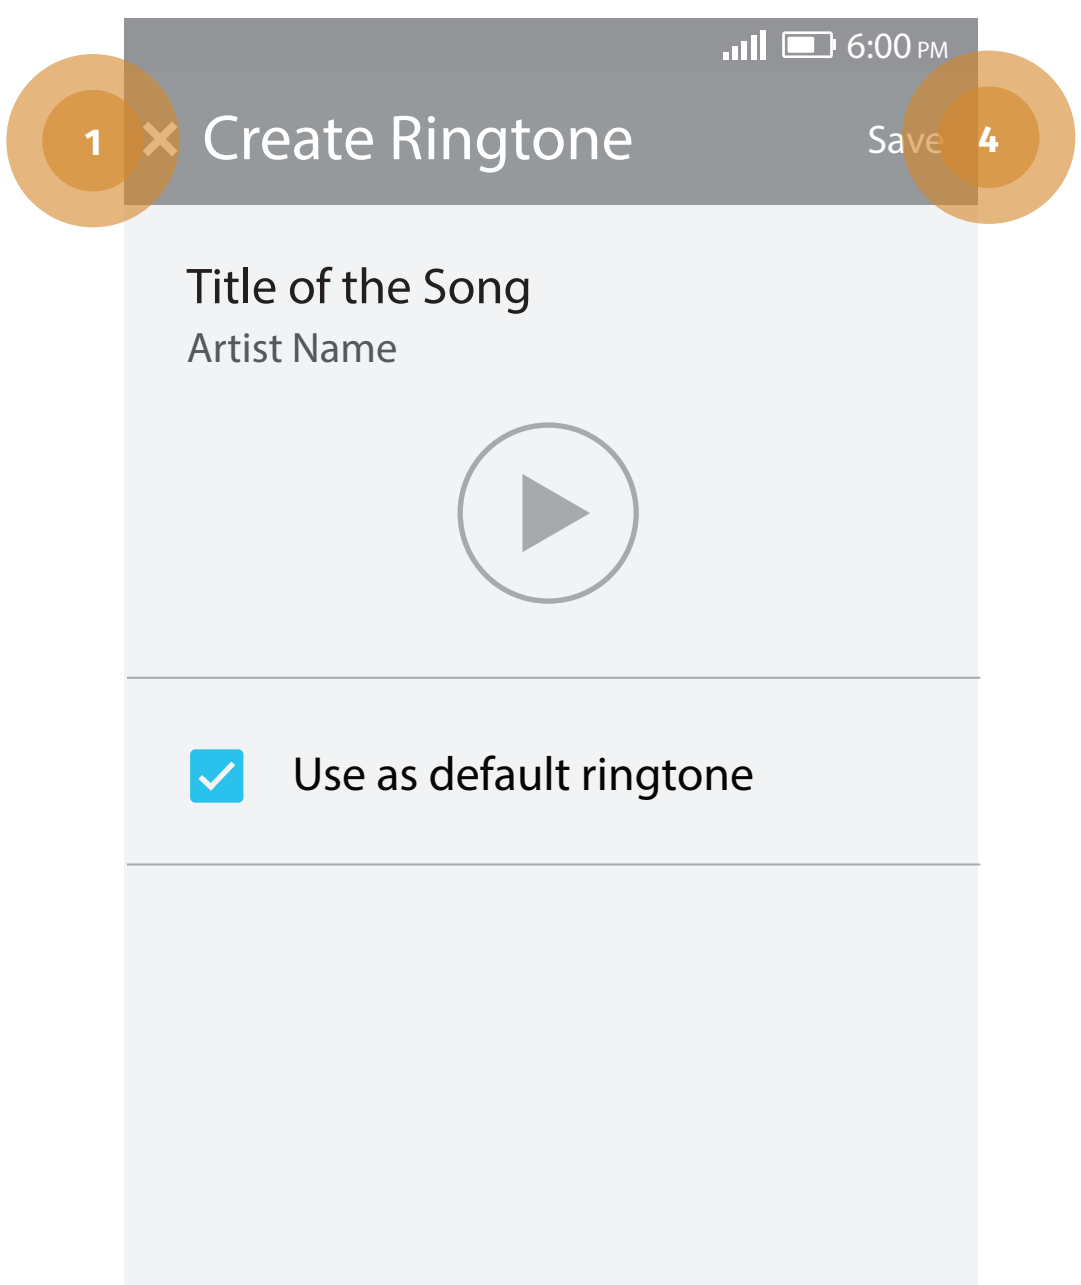 6:00 PM
1 Create Ringtone Save 4
Title of the Song
Artist Name
Use as default ringtone